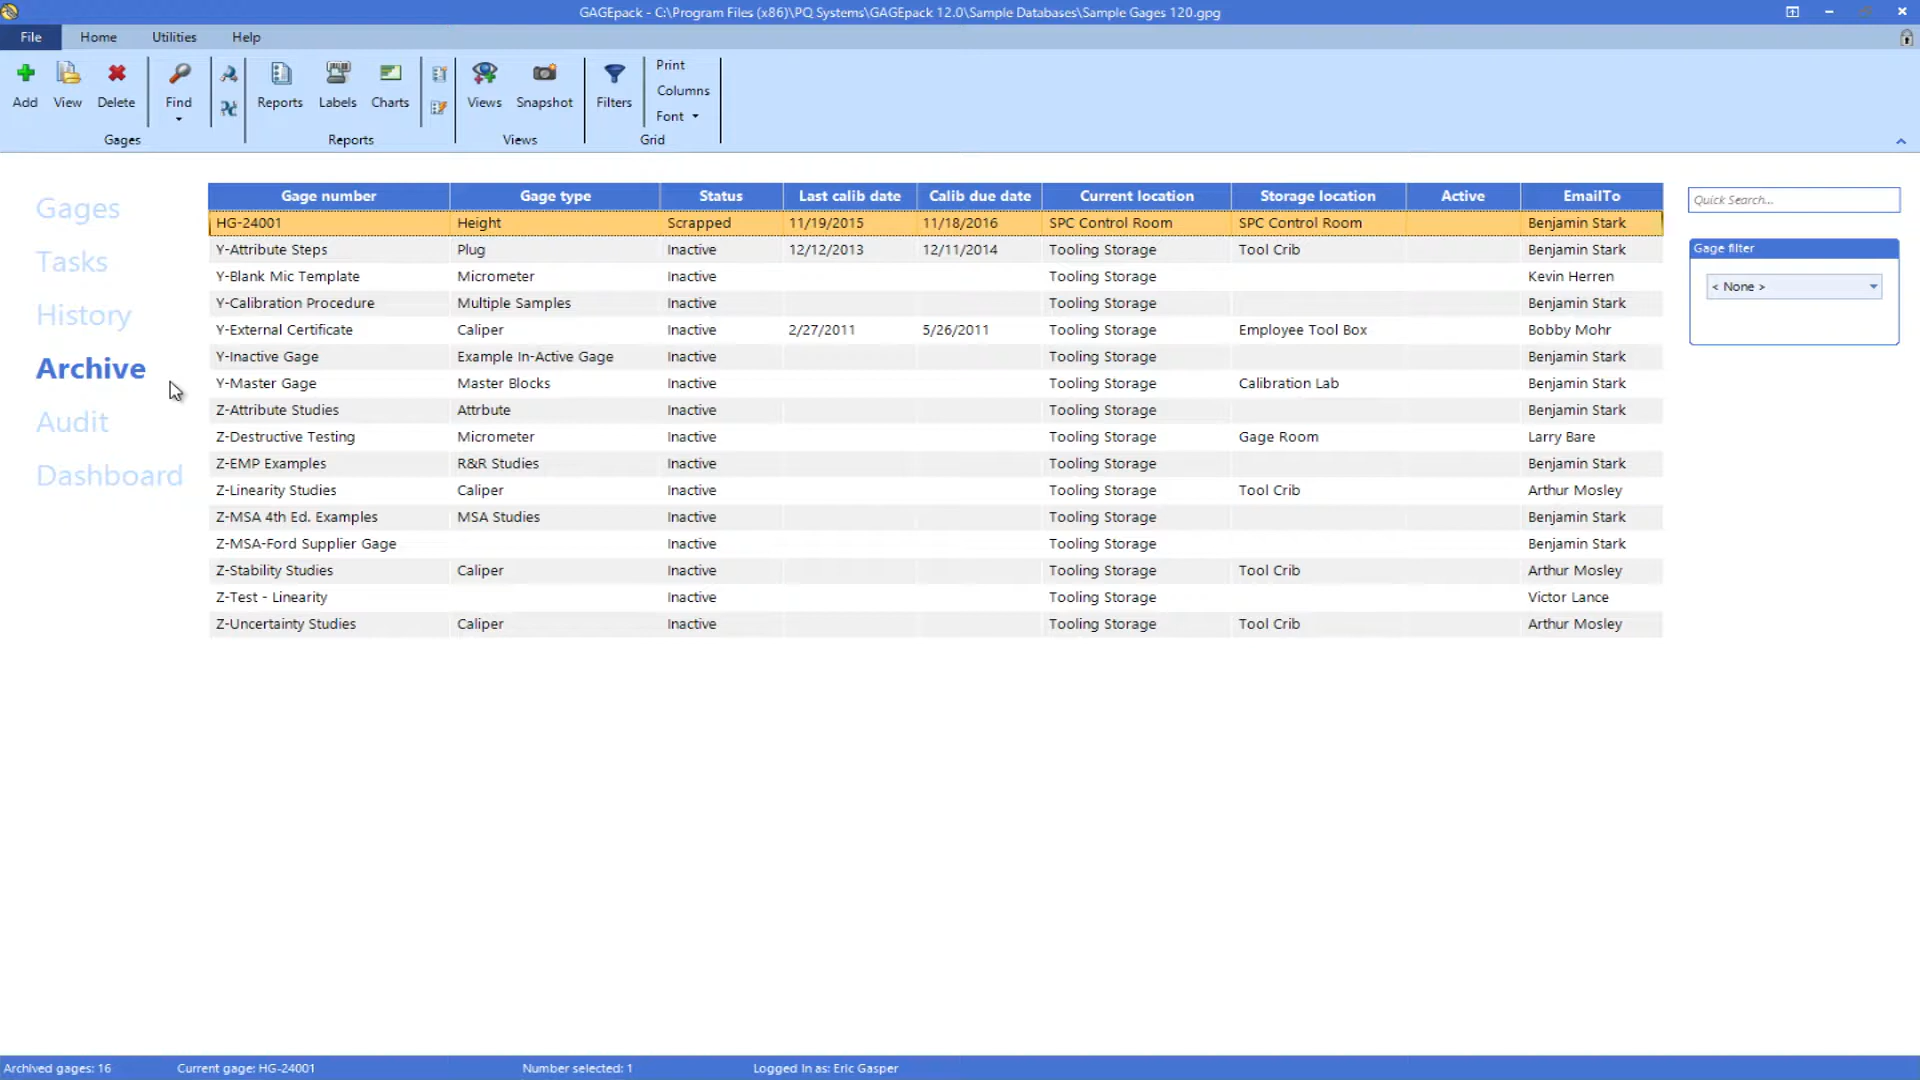 GAGEpack - C:\Program Files (x86)\PQ Systems\GAGEpack 12.0\Sample Databases\Sample Gages 120.gpg
File Home Utilities Help
Print
Columns
Font
Add View Delete Find Reports Labels Charts Views Snapshot Filters
Gages Reports Views Grid
Gages
Tasks
History
Archive
Audit
Dashboard
Gage number Gage type Status Last calib date Calib due date Current location Storage location Active EmailTo
HG-24001 Height Scrapped 11/19/2015 11/18/2016 SPC Control Room SPC Control Room Benjamin Stark
Y-Attribute Steps Plug Inactive 12/12/2013 12/11/2014 Tooling Storage Tool Crib Benjamin Stark
Y-Blank Mic Template Micrometer Inactive Tooling Storage Kevin Herren
Y-Calibration Procedure Multiple Samples Inactive Tooling Storage Benjamin Stark
Y-External Certificate Caliper Inactive 2/27/2011 5/26/2011 Tooling Storage Employee Tool Box Bobby Mohr
Y-Inactive Gage Example In-Active Gage Inactive Tooling Storage Benjamin Stark
Y-Master Gage Master Blocks Inactive Tooling Storage Calibration Lab Benjamin Stark
Z-Attribute Studies Attrbute Inactive Tooling Storage Benjamin Stark
Z-Destructive Testing Micrometer Inactive Tooling Storage Gage Room Larry Bare
Z-EMP Examples R&R Studies Inactive Tooling Storage Benjamin Stark
Z-Linearity Studies Caliper Inactive Tooling Storage Tool Crib Arthur Mosley
Z-MSA 4th Ed. Examples MSA Studies Inactive Tooling Storage Benjamin Stark
Z-MSA-Ford Supplier Gage Inactive Tooling Storage Benjamin Stark
Z-Stability Studies Caliper Inactive Tooling Storage Tool Crib Arthur Mosley
Z-Test - Linearity Inactive Tooling Storage Victor Lance
Z-Uncertainty Studies Caliper Inactive Tooling Storage Tool Crib Arthur Mosley
Quick Search...
Gage filter
< None >
Archived gages: 16 Current gage: HG-24001 Number selected: 1 Logged In as: Eric Gasper